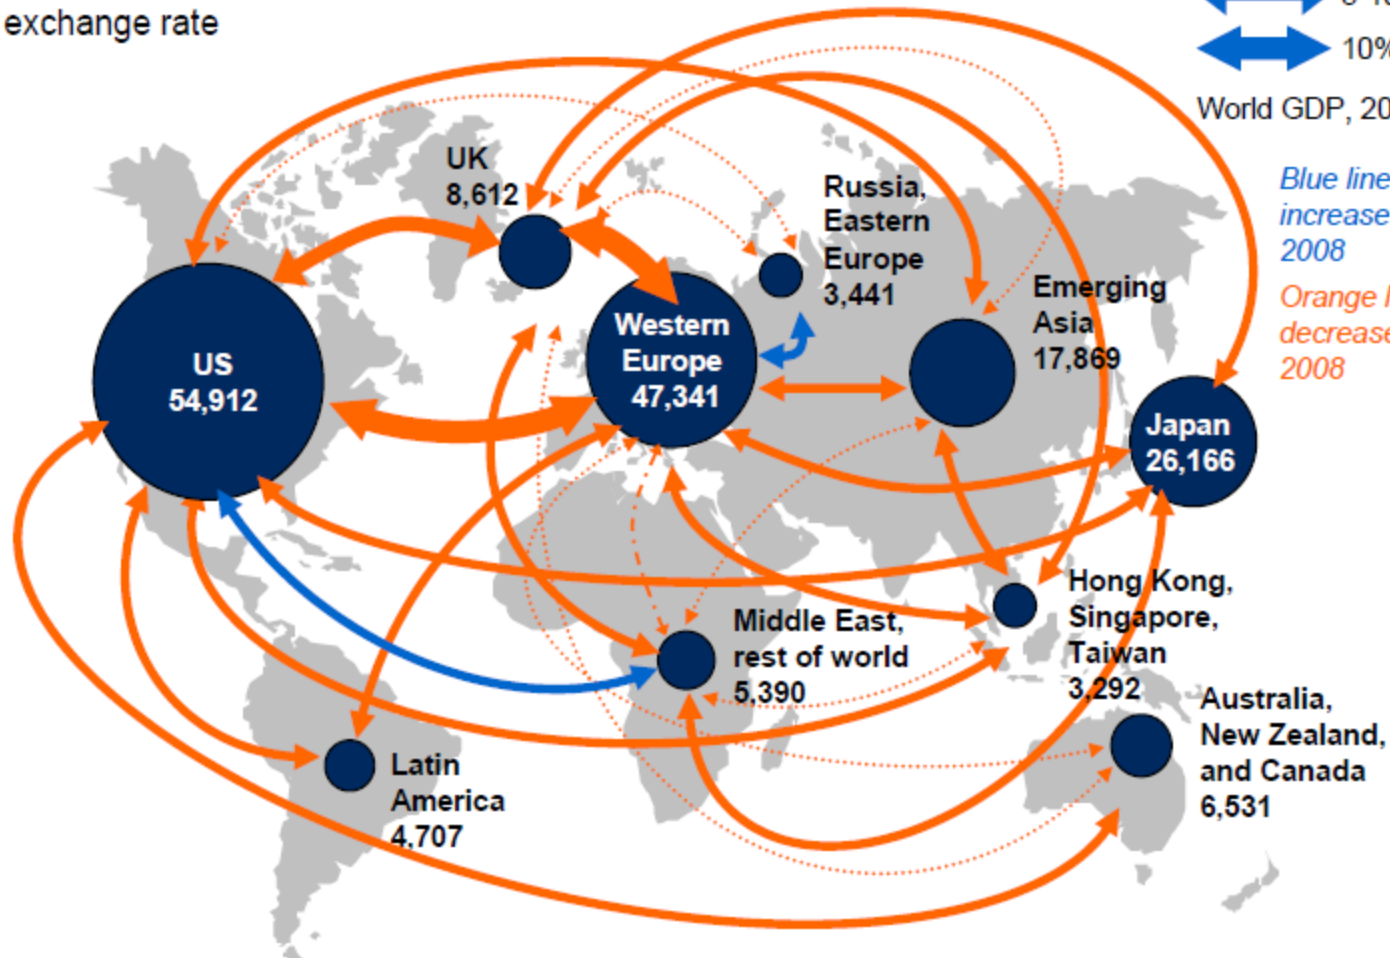 exchange rate
10%
World GDP, 20
Blue line
increase
2008
Orange
decrease
2008
UK
8,612
Russia,
Eastern
Europe
3,441
Emerging
Asia
17,869
Western
Europe
47,341
US
54,912
Japan
26,166
Hong Kong,
Singapore,
Taiwan
3,292
Middle East,
rest of world
5,390
Australia,
New Zealand,
and Canada
6,531
Latin
America
4,707